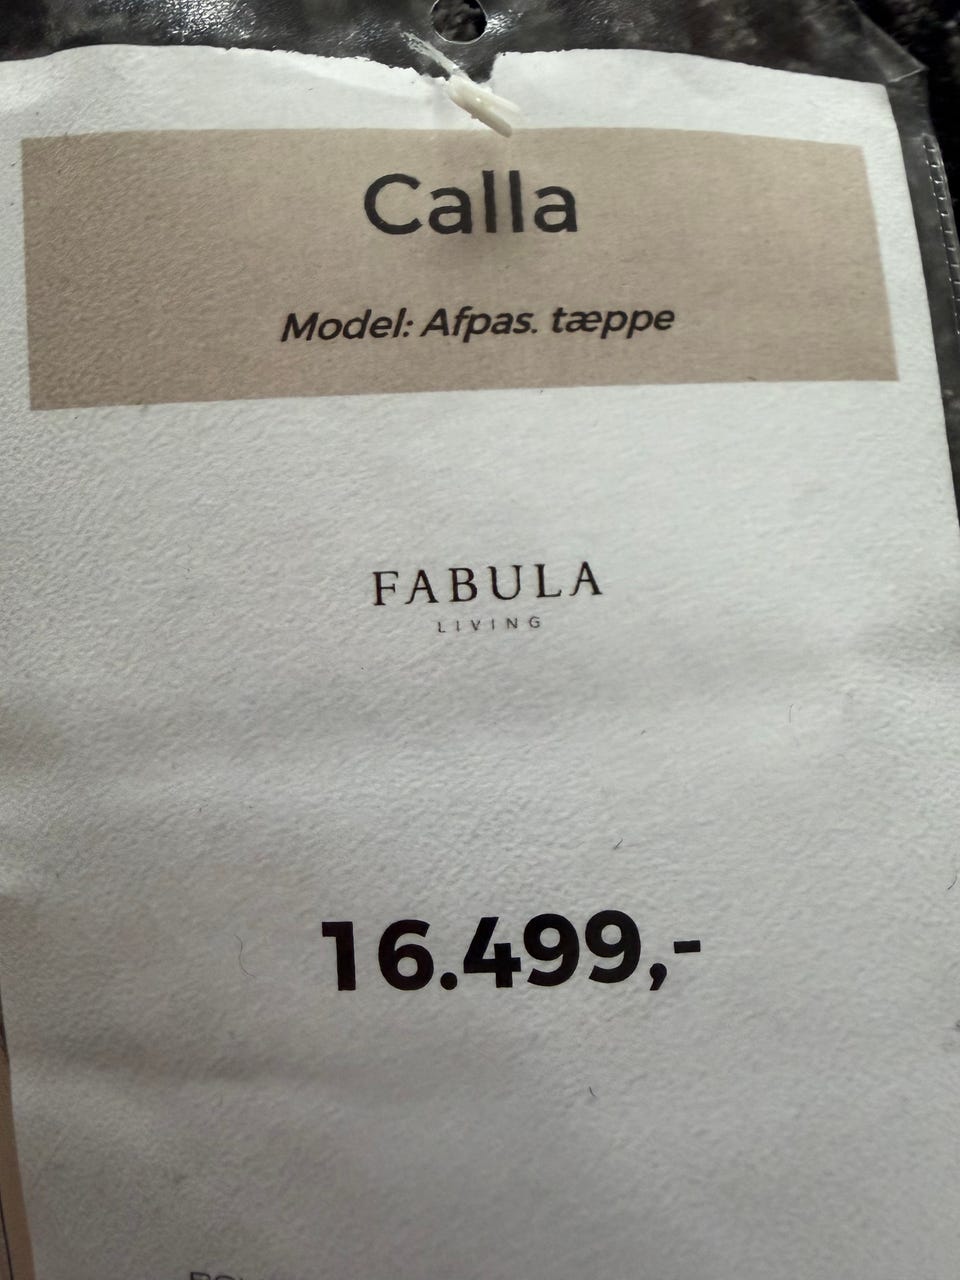 Calla
Model: Afpas. tæppe
FABULA
LIVING
16.499,-